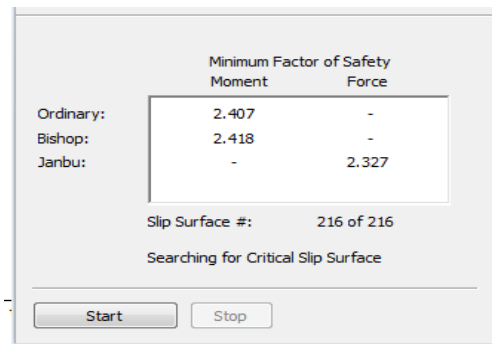 Minimum Factor of Safety
Moment Force
Ordinary: 2.407 -
Bishop: 2.418 -
Janbu: - 2.327
Slip Surface #: 216 of 216
Searching for Critical Slip Surface
Start Stop